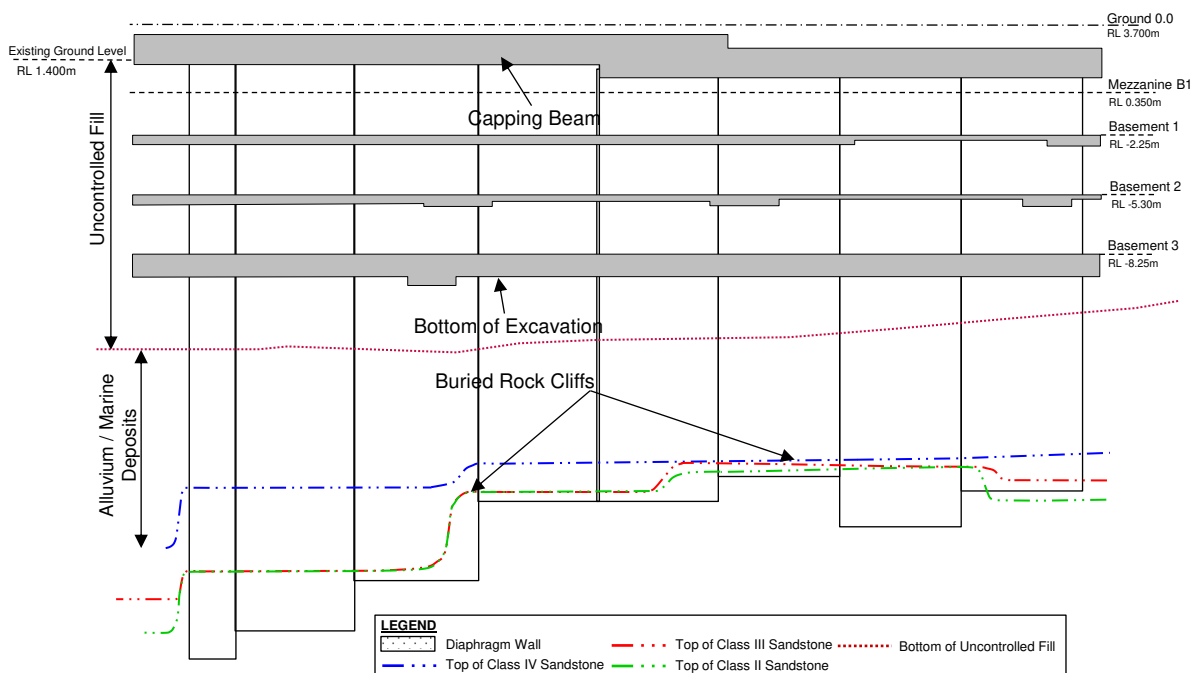 Ground 0.0
RL 3.700m
Existing Ground Level
RL 1.400m
Mezzanine B1
RL 0.350m
Capping Beam
Basement 1
RL -2.25m
Uncontrolled Fill
Basement 2
RL -5.30m
Basement 3
RL -8.25m
Bottom of Excavation
Buried Rock Cliffs
Alluvium / Marine
Deposits
LEGEND
Diaphragm Wall
Top of Class III Sandstone
Bottom of Uncontrolled Fill
Top of Class IV Sandstone
Top of Class II Sandstone